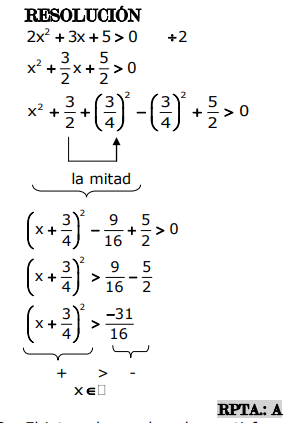 RESOLUCIÓN
2x² + 3x + 5 > 0 ÷2
x² + 3/2 x + 5/2 > 0
x² + 3/2 + (3/4)² − (3/4)² + 5/2 > 0
la mitad
(x + 3/4)² − 9/16 + 5/2 > 0
(x + 3/4)² > 9/16 − 5/2
(x + 3/4)² > −31/16
+ > -
x ∈ □
RPTA.: A